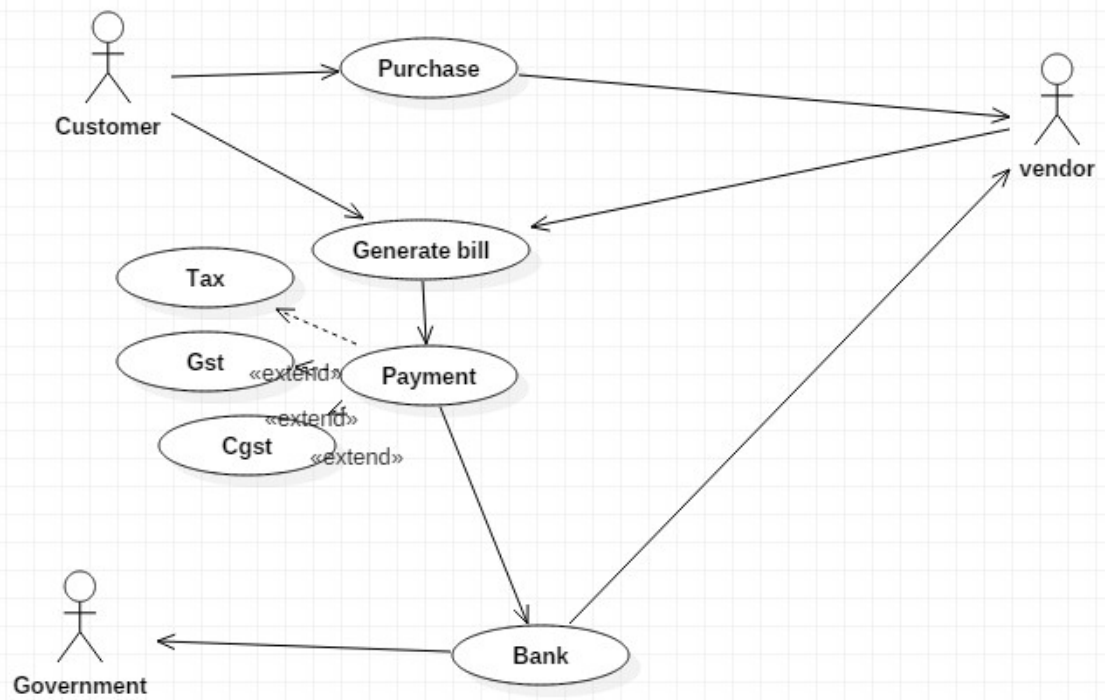 Purchase
Customer
vendor
Generate bill
Tax
Gst
«extend»
Payment
«extend»
Cgst
«extend»
Bank
Government